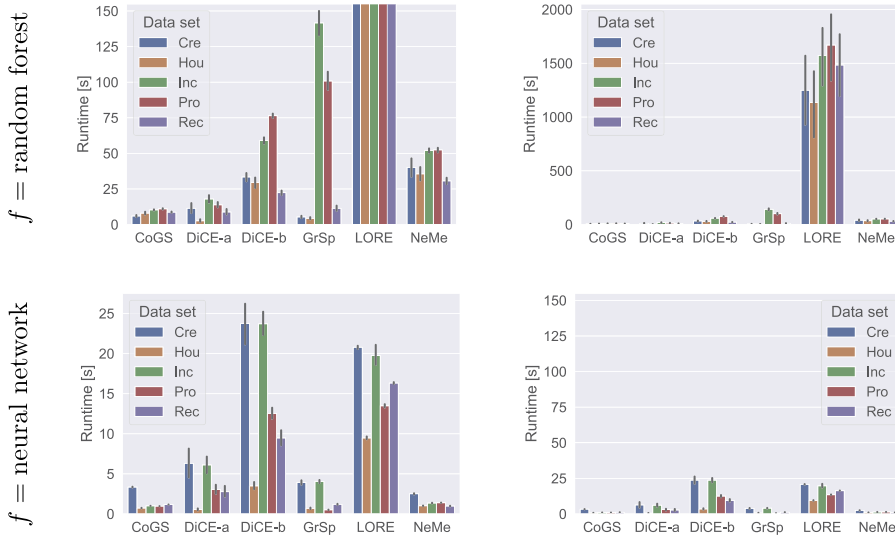 f = random forest
Runtime [s]
150
125
100
75
50
25
0
Data set
Cre
Hou
Inc
Pro
Rec
CoGS DiCE-a DiCE-b GrSp LORE NeMe
Runtime [s]
2000
1500
1000
500
0
Data set
Cre
Hou
Inc
Pro
Rec
CoGS DiCE-a DiCE-b GrSp LORE NeMe
f = neural network
Runtime [s]
25
20
15
10
5
0
Data set
Cre
Hou
Inc
Pro
Rec
CoGS DiCE-a DiCE-b GrSp LORE NeMe
Runtime [s]
150
125
100
75
50
25
0
Data set
Cre
Hou
Inc
Pro
Rec
CoGS DiCE-a DiCE-b GrSp LORE NeMe